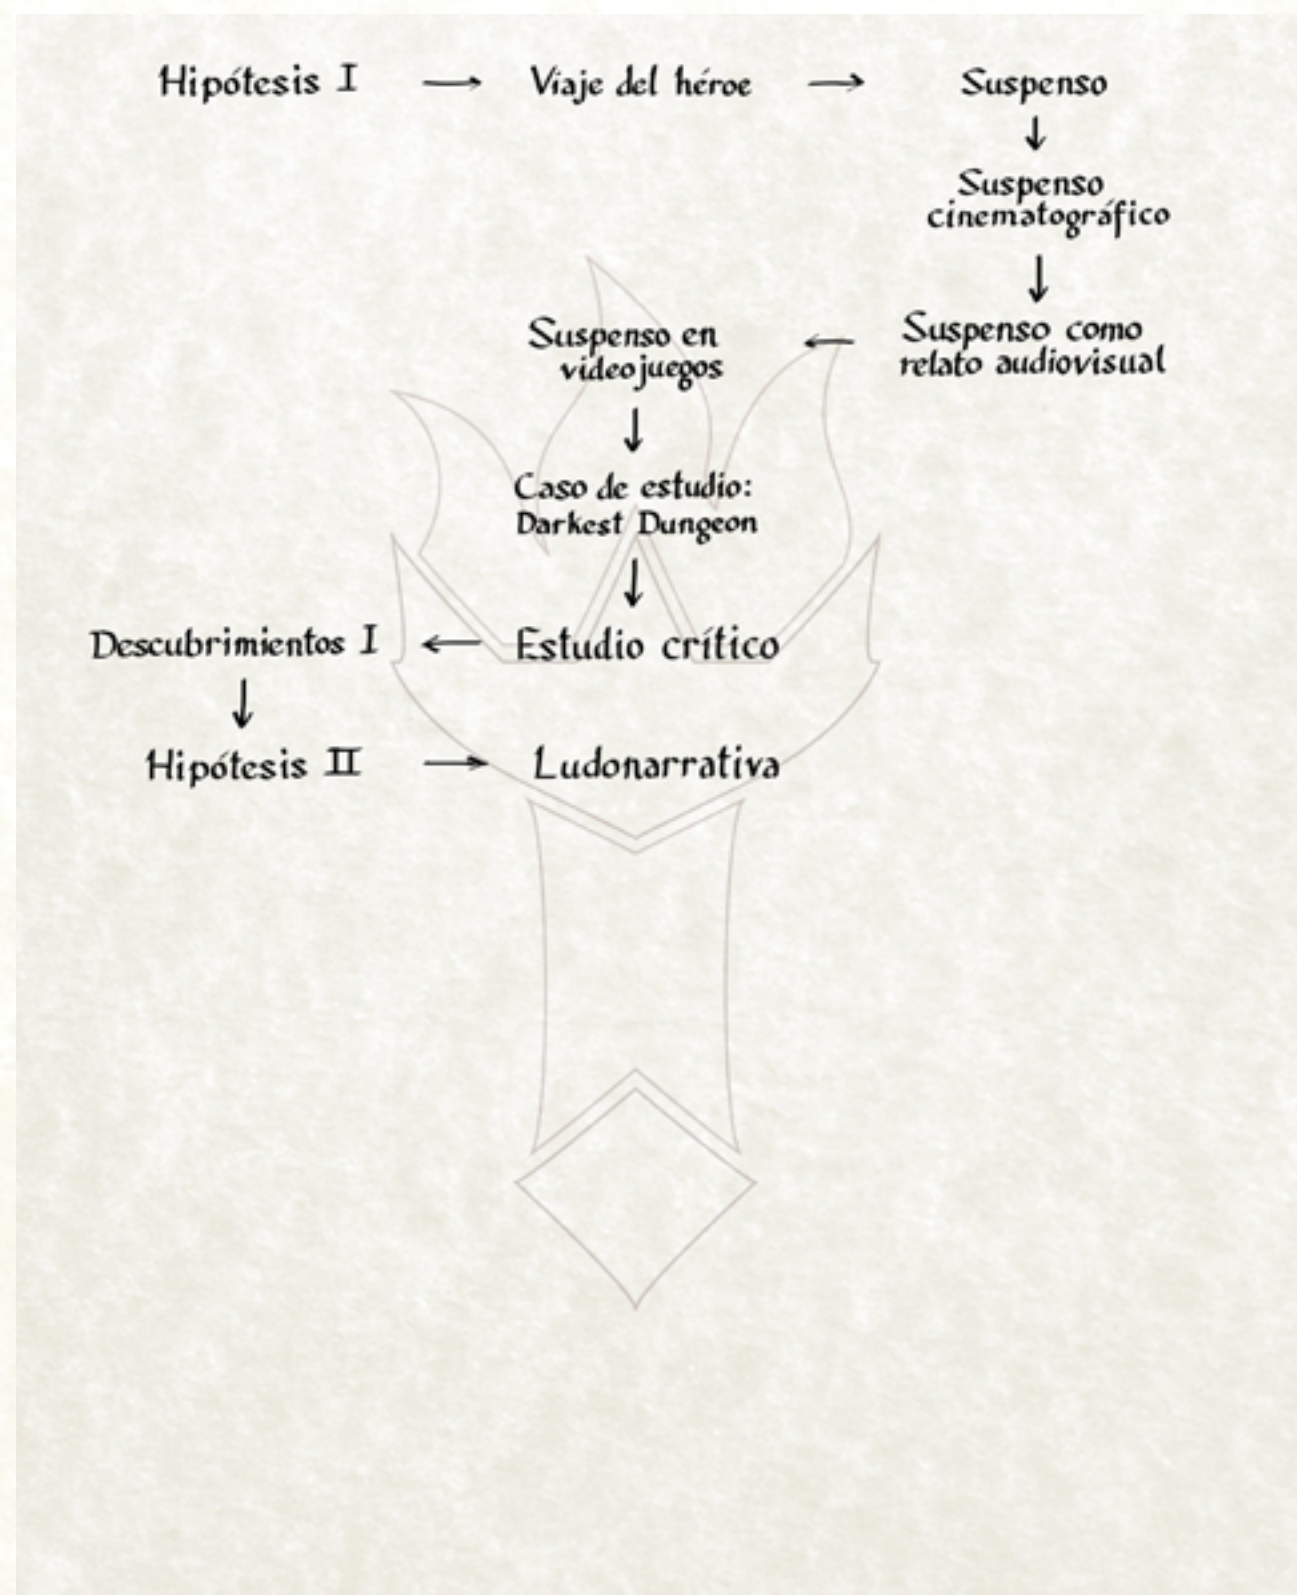 Hipótesis I → Viaje del héroe → Suspenso
↓
Suspenso
cinematográfico
↓
Suspenso como
relato audiovisual
←
Suspenso en
videojuegos
↓
Caso de estudio:
Darkest Dungeon
↓
Estudio crítico
←
Descubrimientos I
↓
Hipótesis II → Ludonarrativa